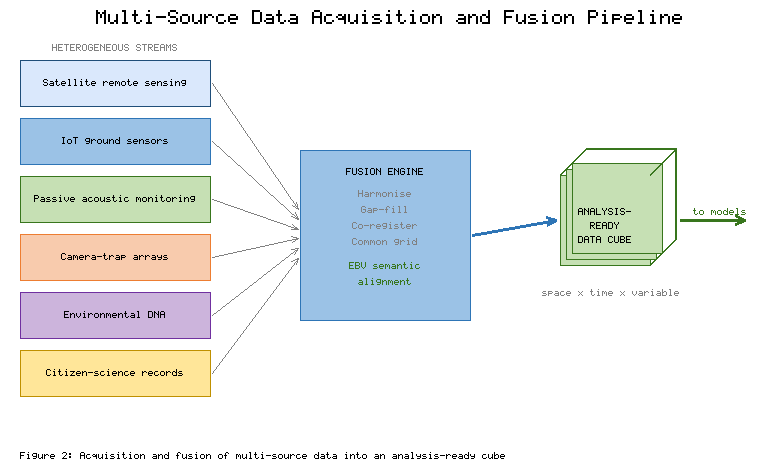 Multi-Source Data Acquisition and Fusion Pipeline
HETEROGENEOUS STREAMS
Satellite remote sensing
IoT ground sensors
Passive acoustic monitoring
Camera-trap arrays
Environmental DNA
Citizen-science records
FUSION ENGINE
Harmonise
Gap-fill
Co-register
Common grid
EBV semantic
alignment
ANALYSIS-
READY
DATA CUBE
space x time x variable
to models
Figure 2: Acquisition and fusion of multi-source data into an analysis-ready cube